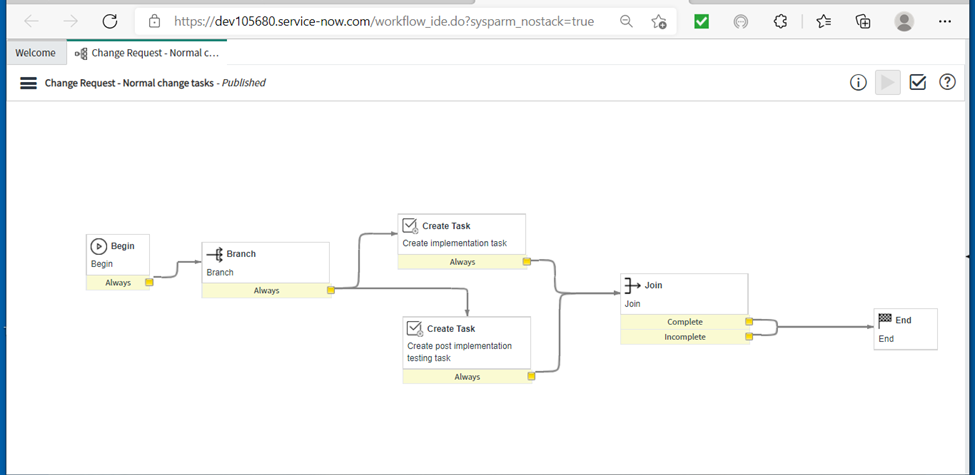 https://dev105680.service-now.com/workflow_ide.do?sysparm_nostack=true
Welcome
Change Request - Normal c...
Change Request - Normal change tasks - Published
Begin
Begin
Always
Branch
Branch
Always
Create Task
Create implementation task
Always
Create Task
Create post implementation
testing task
Always
Join
Join
Complete
Incomplete
End
End